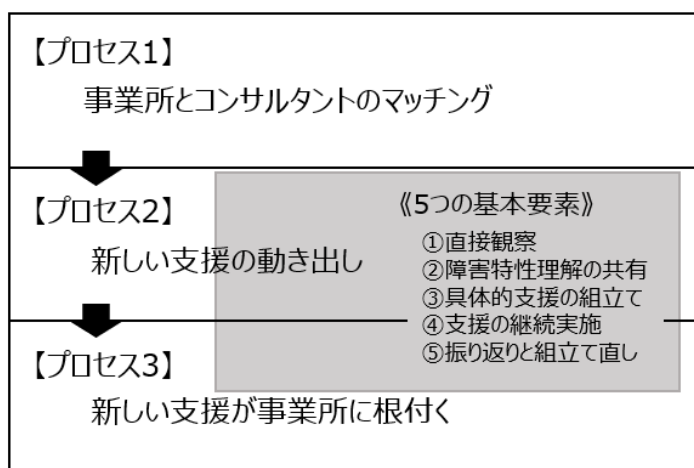 【プロセス1】
事業所とコンサルタントのマッチング
【プロセス2】
新しい支援の動き出し
《5つの基本要素》
①直接観察
②障害特性理解の共有
③具体的支援の組立て
④支援の継続実施
⑤振り返りと組立て直し
【プロセス3】
新しい支援が事業所に根付く